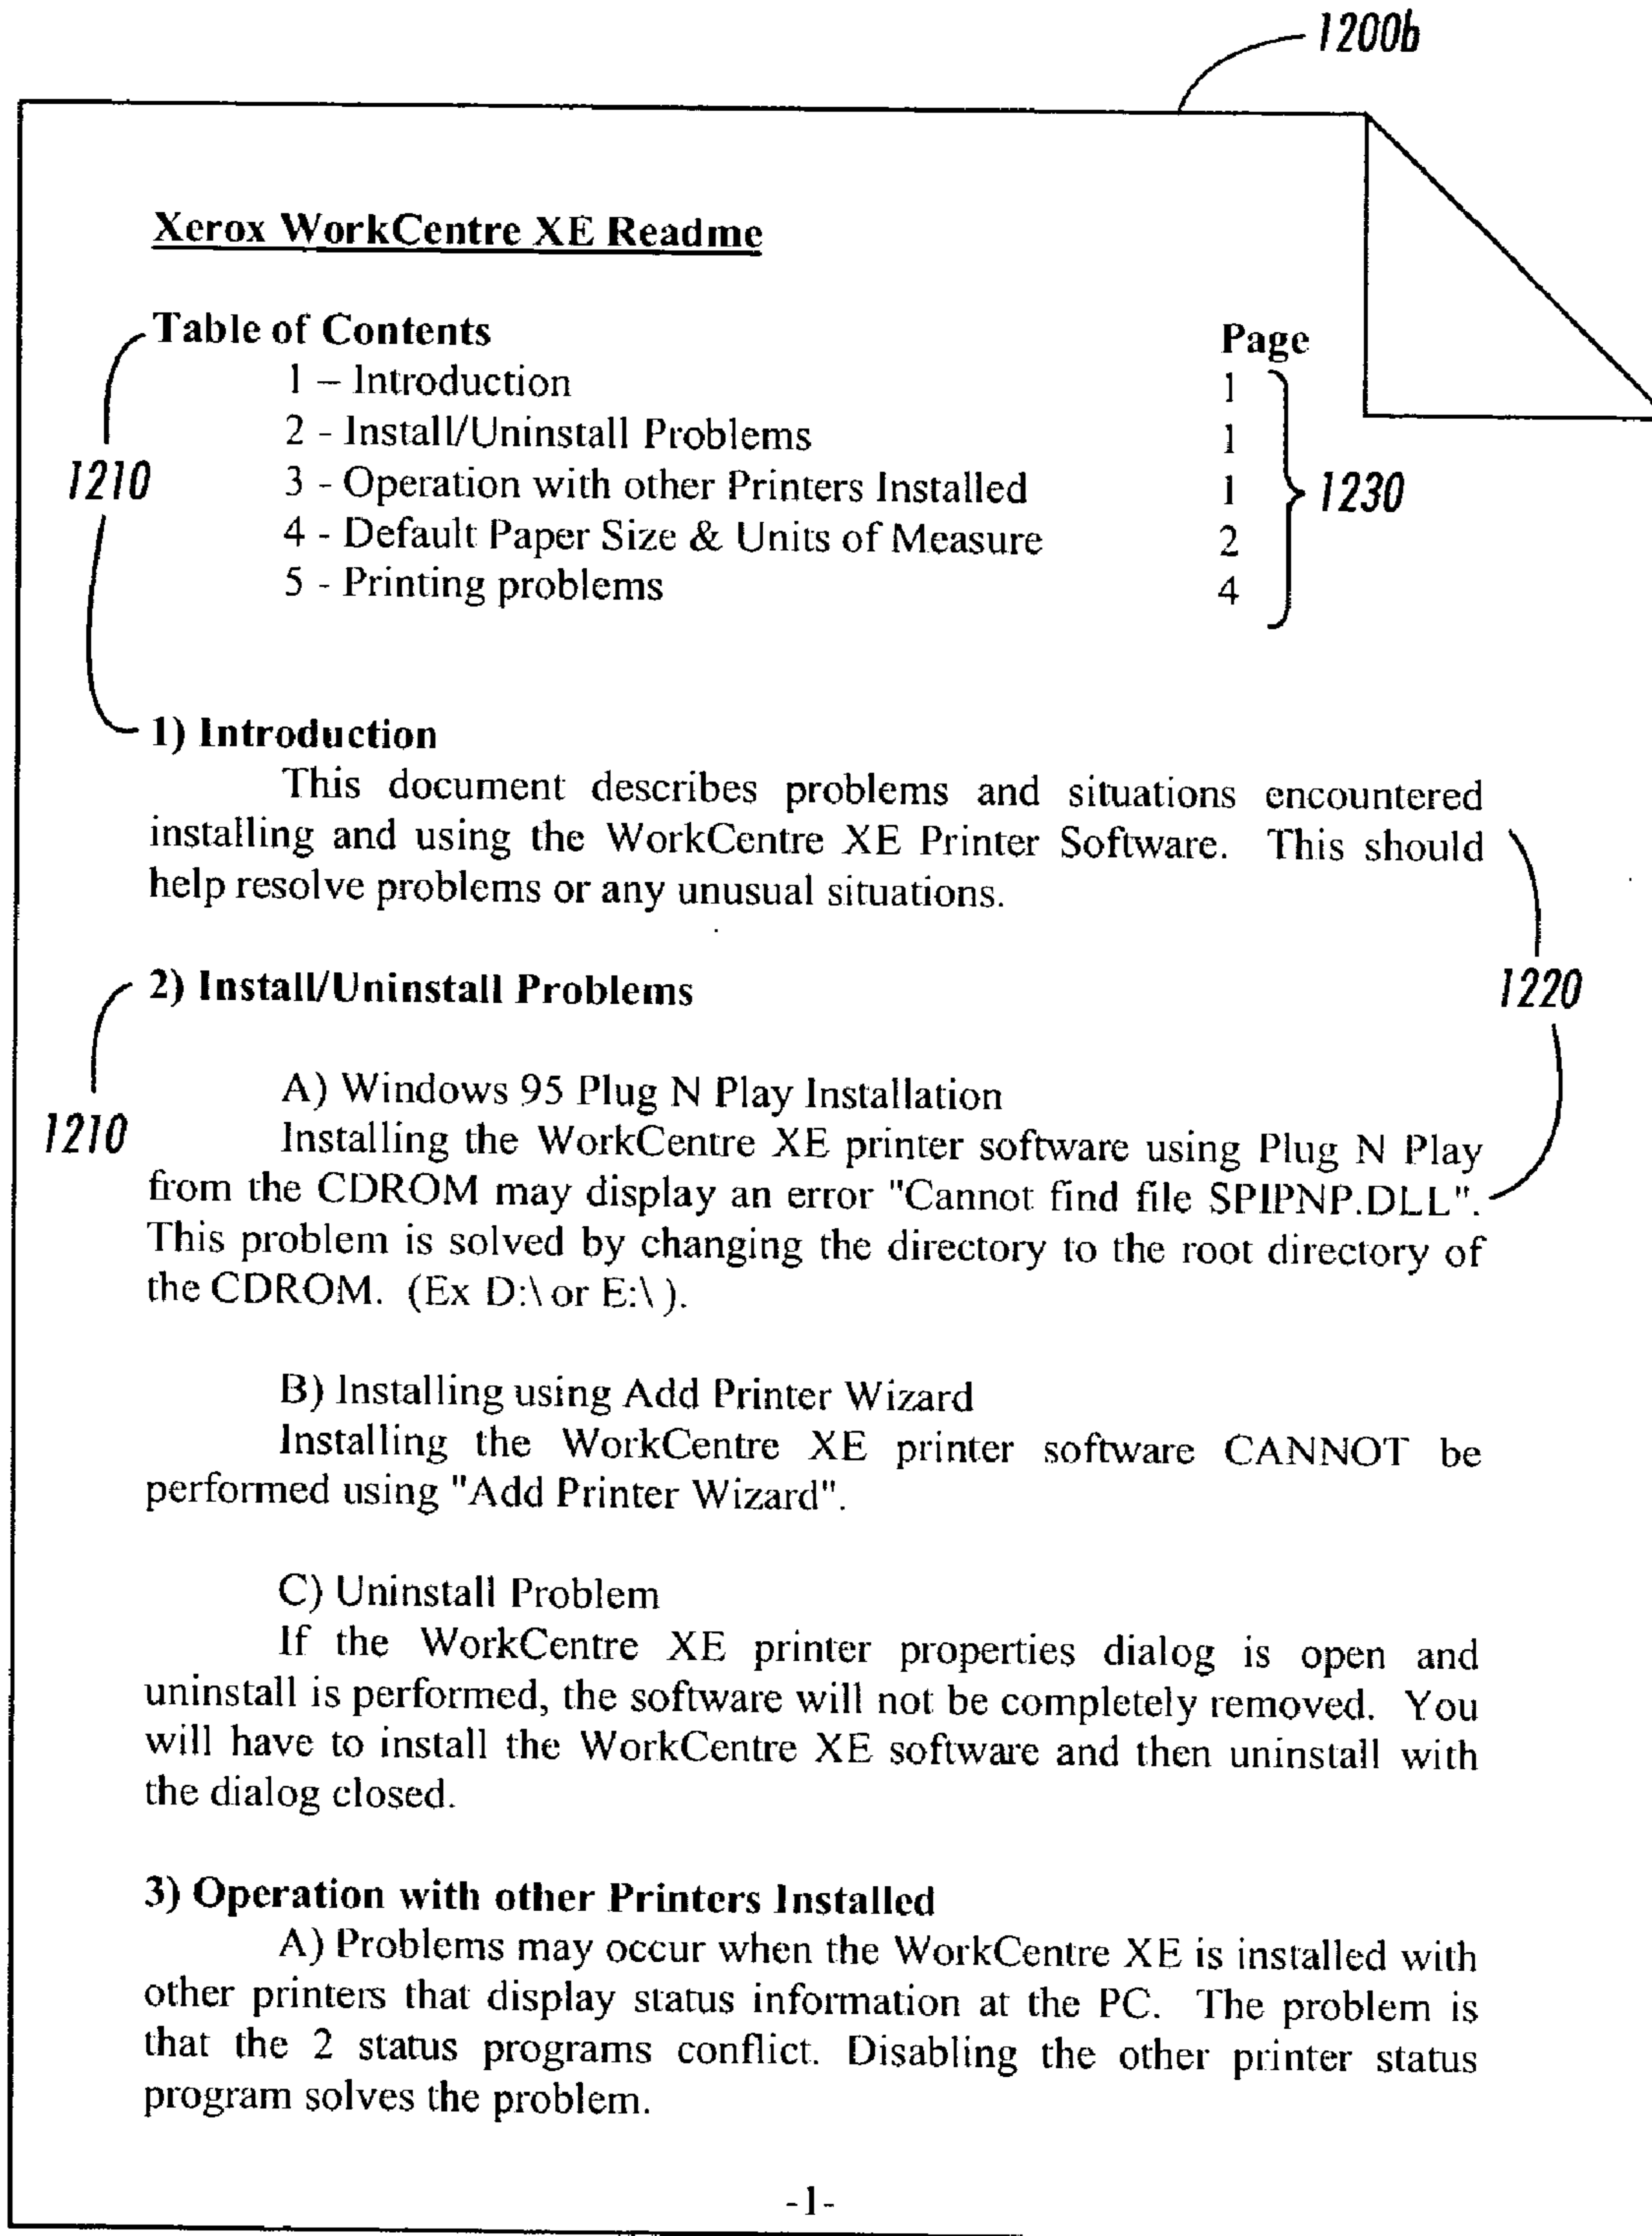 1200b
Xerox WorkCentre XE Readme
Table of Contents Page
1 – Introduction 1
2 - Install/Uninstall Problems 1
1210 3 - Operation with other Printers Installed 1 1230
4 - Default Paper Size & Units of Measure 2
5 - Printing problems 4
1) Introduction
This document describes problems and situations encountered
installing and using the WorkCentre XE Printer Software. This should
help resolve problems or any unusual situations.
2) Install/Uninstall Problems
1220
A) Windows 95 Plug N Play Installation
1210 Installing the WorkCentre XE printer software using Plug N Play
from the CDROM may display an error "Cannot find file SPIPNP.DLL".
This problem is solved by changing the directory to the root directory of
the CDROM. (Ex D:\ or E:\ ).
B) Installing using Add Printer Wizard
Installing the WorkCentre XE printer software CANNOT be
performed using "Add Printer Wizard".
C) Uninstall Problem
If the WorkCentre XE printer properties dialog is open and
uninstall is performed, the software will not be completely removed. You
will have to install the WorkCentre XE software and then uninstall with
the dialog closed.
3) Operation with other Printers Installed
A) Problems may occur when the WorkCentre XE is installed with
other printers that display status information at the PC. The problem is
that the 2 status programs conflict. Disabling the other printer status
program solves the problem.
-1-